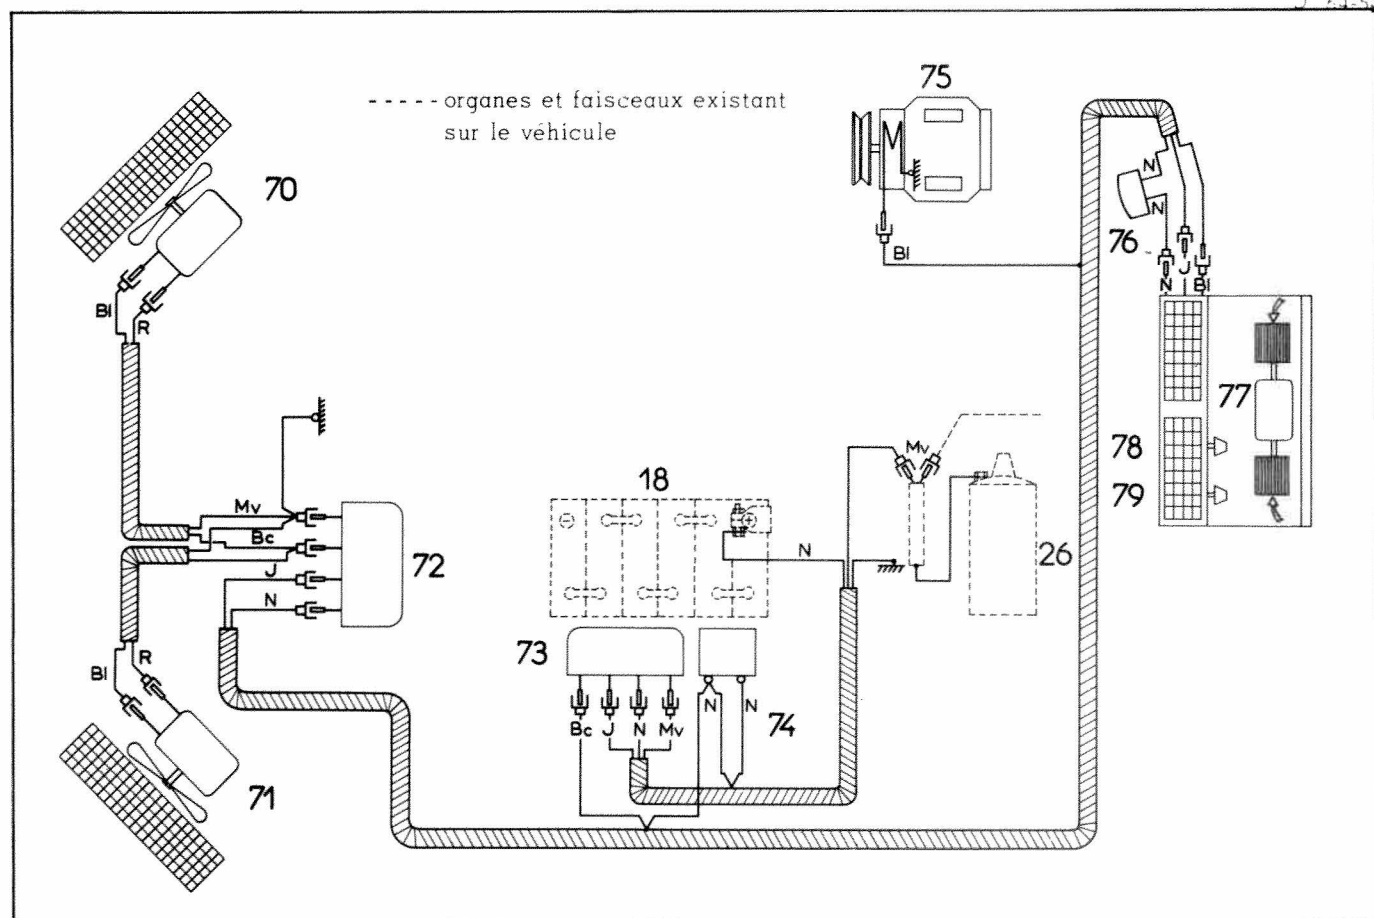 75
- - - - - organes et faisceaux existant
sur le véhicule
70
N
N
76
Bl
J
N
Bl
Bl
R
77
Mv
78
18
79
Mv
Bc
N
26
72
J
N
73
R
Bl
N
N
74
Bc
J
N
Mv
71